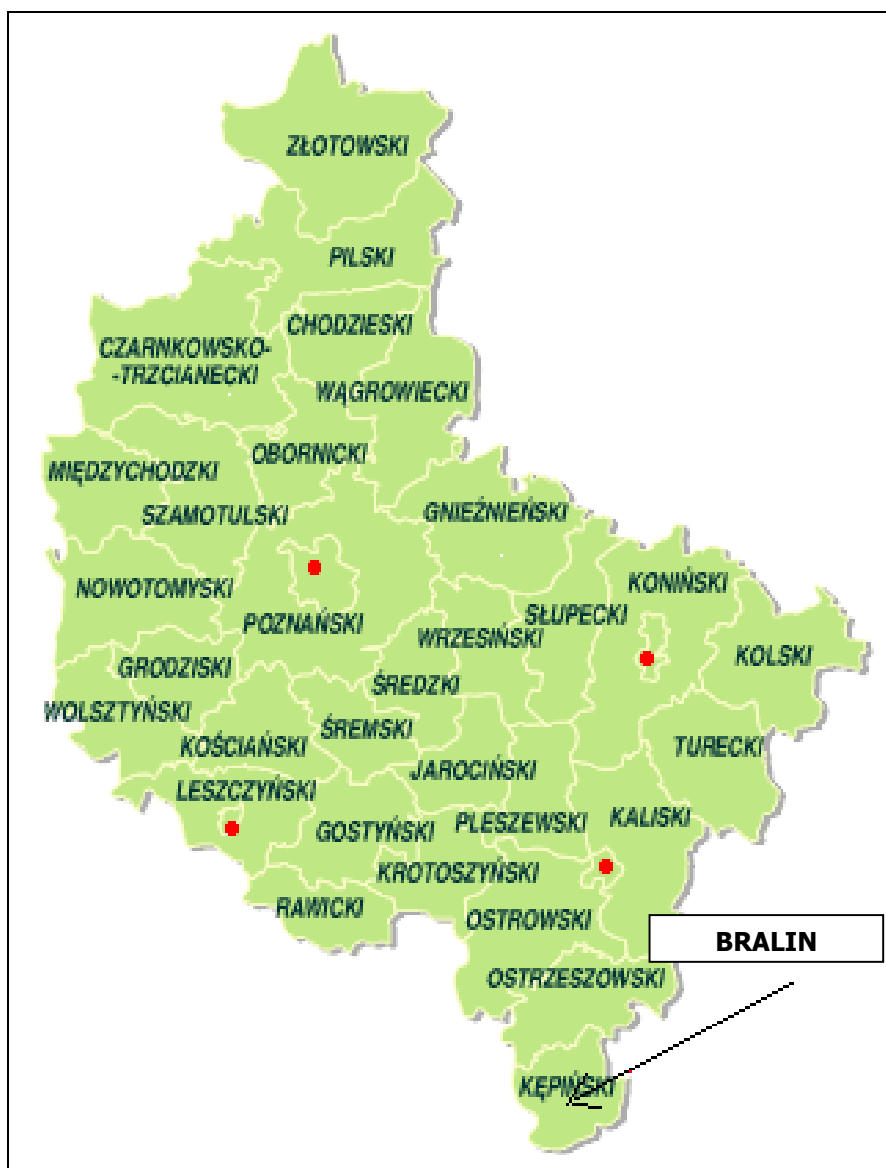 ZŁOTOWSKI
PILSKI
CHODZIESKI
CZARNKOWSKO-
-TRZCIANECKI
WĄGROWIECKI
OBORNICKI
MIĘDZYCHODZKI
SZAMOTULSKI
GNIEŹNIEŃSKI
NOWOTOMYSKI
KONIŃSKI
SŁUPECKI
POZNAŃSKI
WRZESIŃSKI
KOLSKI
GRODZISKI
ŚREDZKI
WOLSZTYŃSKI
ŚREMSKI
KOŚCIAŃSKI
TURECKI
JAROCIŃSKI
LESZCZYŃSKI
KALISKI
PLESZEWSKI
GOSTYŃSKI
KROTOSZYŃSKI
RAWICKI
OSTROWSKI
BRALIN
OSTRZESZOWSKI
KĘPIŃSKI